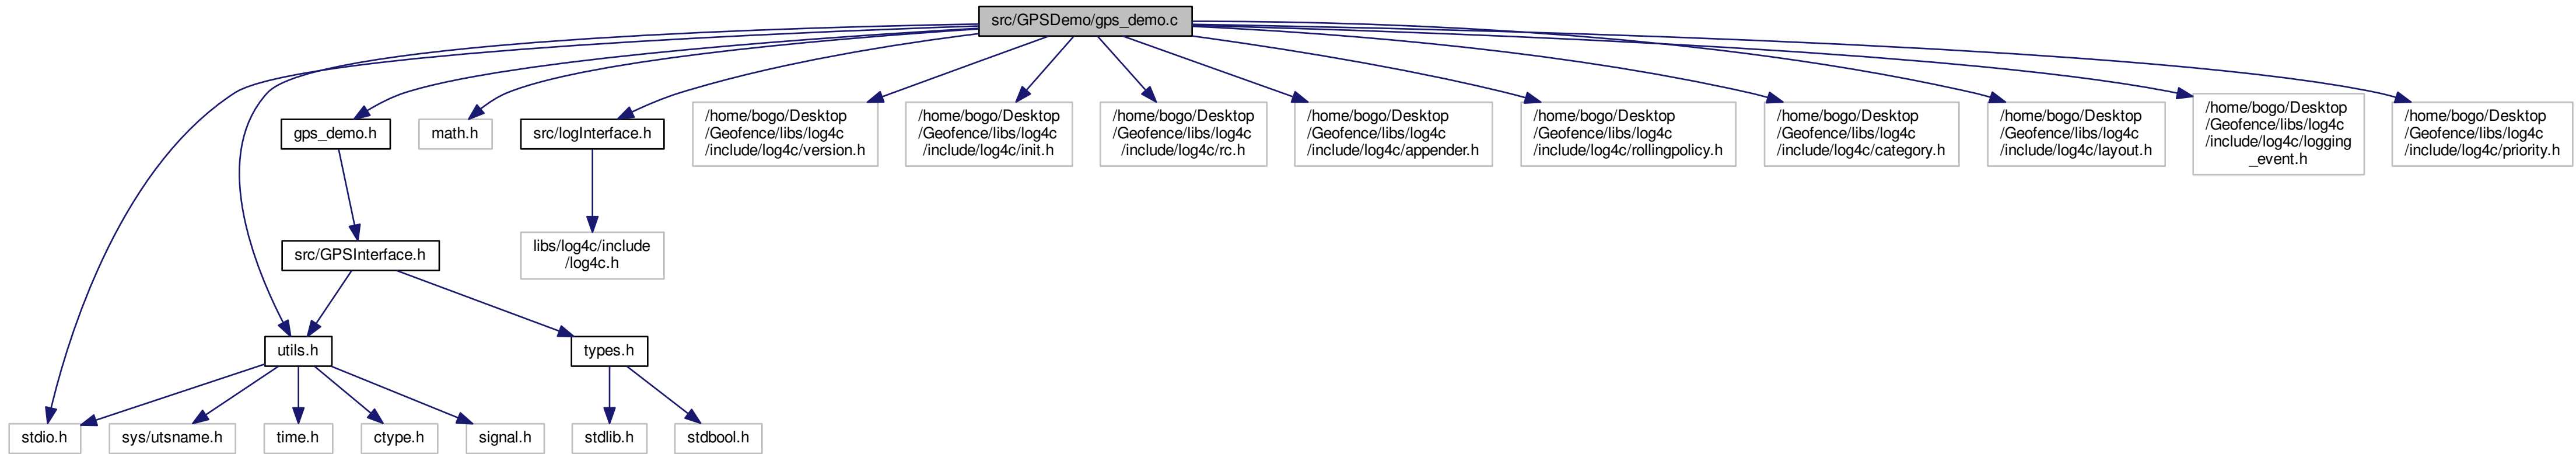 src/GPSDemo/gps_demo.c
gps_demo.h
math.h
src/logInterface.h
/home/bogo/Desktop
/Geofence/libs/log4c
/include/log4c/version.h
/home/bogo/Desktop
/Geofence/libs/log4c
/include/log4c/init.h
/home/bogo/Desktop
/Geofence/libs/log4c
/include/log4c/rc.h
/home/bogo/Desktop
/Geofence/libs/log4c
/include/log4c/appender.h
/home/bogo/Desktop
/Geofence/libs/log4c
/include/log4c/rollingpolicy.h
/home/bogo/Desktop
/Geofence/libs/log4c
/include/log4c/category.h
/home/bogo/Desktop
/Geofence/libs/log4c
/include/log4c/layout.h
/home/bogo/Desktop
/Geofence/libs/log4c
/include/log4c/logging
_event.h
/home/bogo/Desktop
/Geofence/libs/log4c
/include/log4c/priority.h
src/GPSInterface.h
libs/log4c/include
/log4c.h
utils.h
types.h
stdio.h
sys/utsname.h
time.h
ctype.h
signal.h
stdlib.h
stdbool.h